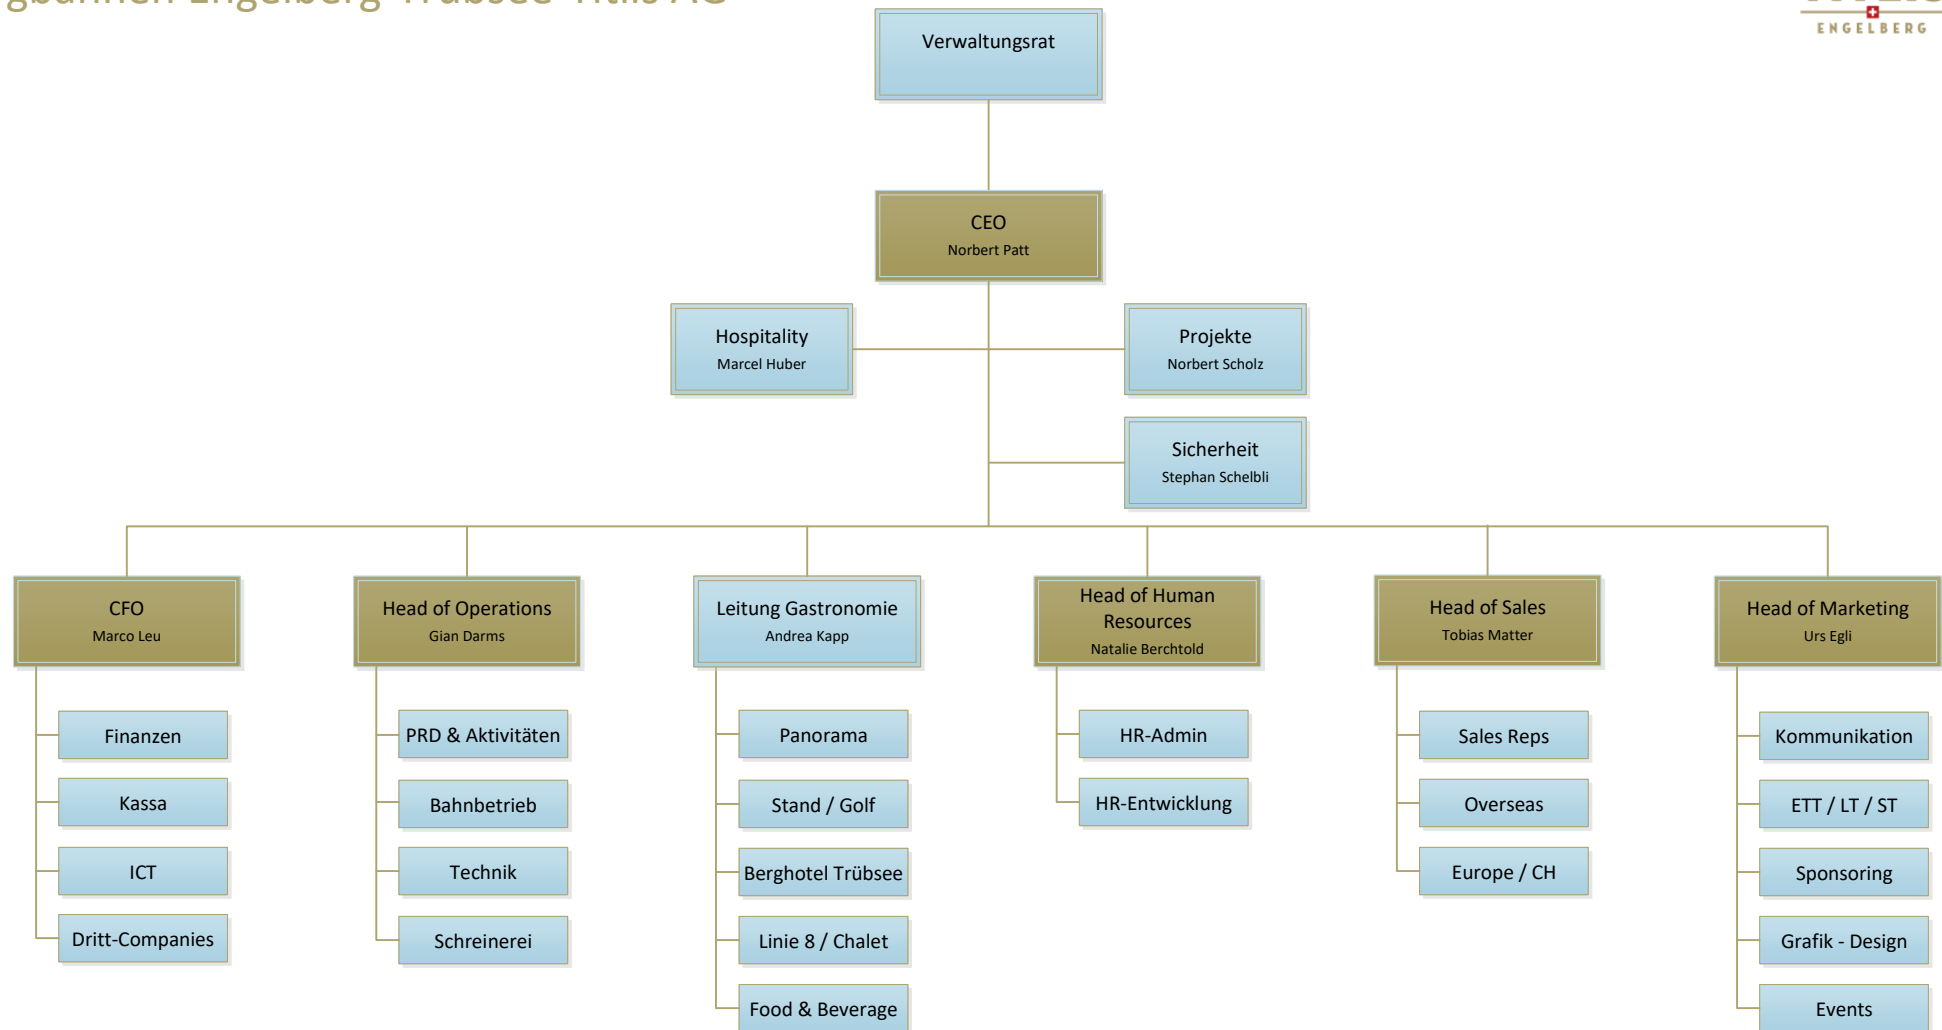 Engelberg-Trübsee-Titlis AG
ENGELBERG
Verwaltungsrat
CEO
Norbert Patt
Hospitality
Marcel Huber
Projekte
Norbert Scholz
Sicherheit
Stephan Schelbli
CFO
Marco Leu
Head of Operations
Gian Darms
Leitung Gastronomie
Andrea Kapp
Head of Human
Resources
Natalie Berchtold
Head of Sales
Tobias Matter
Head of Marketing
Urs Egli
Finanzen
Kassa
ICT
Dritt-Companies
PRD & Aktivitäten
Bahnbetrieb
Technik
Schreinerei
Panorama
Stand / Golf
Berghotel Trübsee
Linie 8 / Chalet
Food & Beverage
HR-Admin
HR-Entwicklung
Sales Reps
Overseas
Europe / CH
Kommunikation
ETT / LT / ST
Sponsoring
Grafik - Design
Events